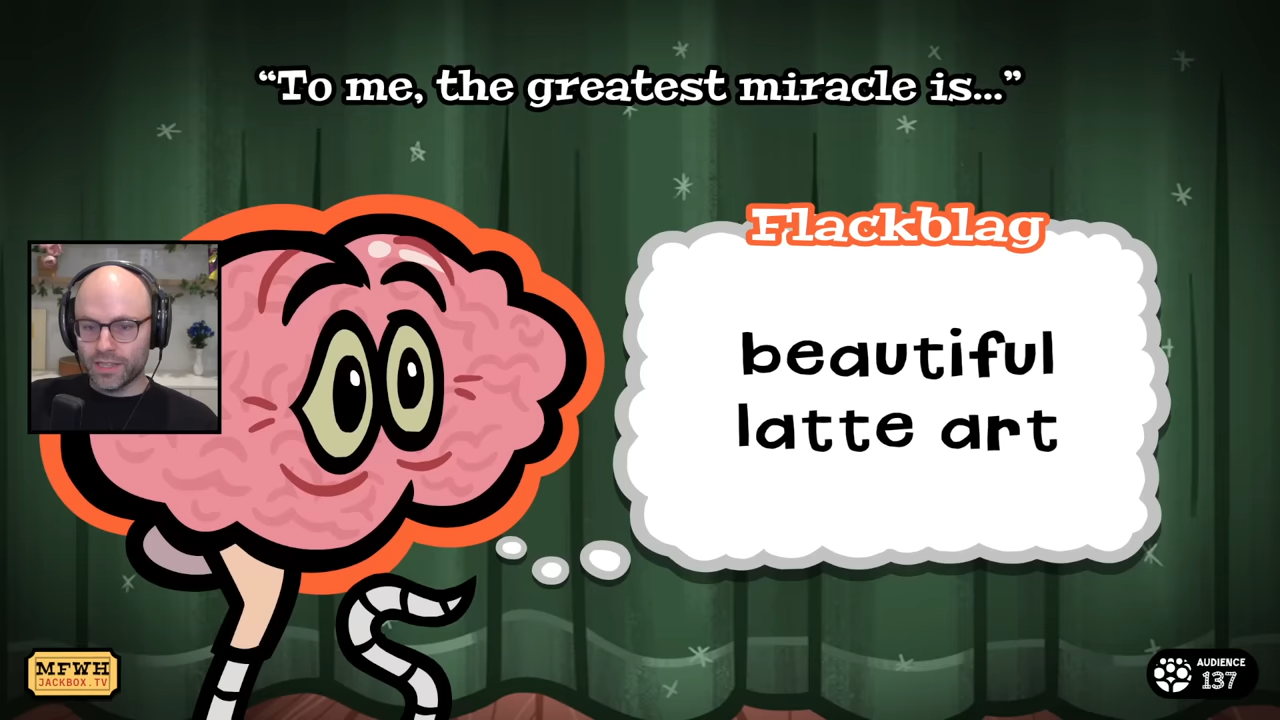 “To me, the greatest miracle is...”
Flackblag
beautiful
latte art
MFWH
JACKBOX.TV
AUDIENCE
137